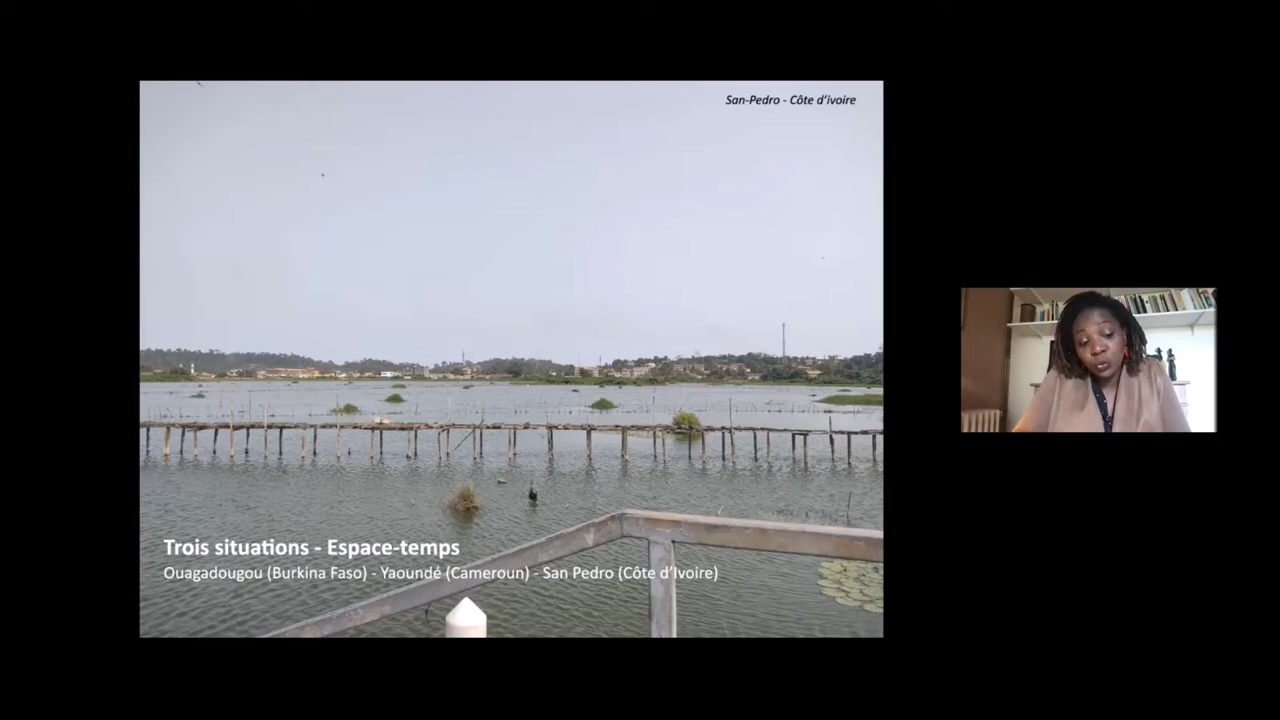 San-Pedro - Côte d'ivoire
Trois situations - Espace-temps
Ouagadougou (Burkina Faso) - Yaoundé (Cameroun) - San Pedro (Côte d'Ivoire)